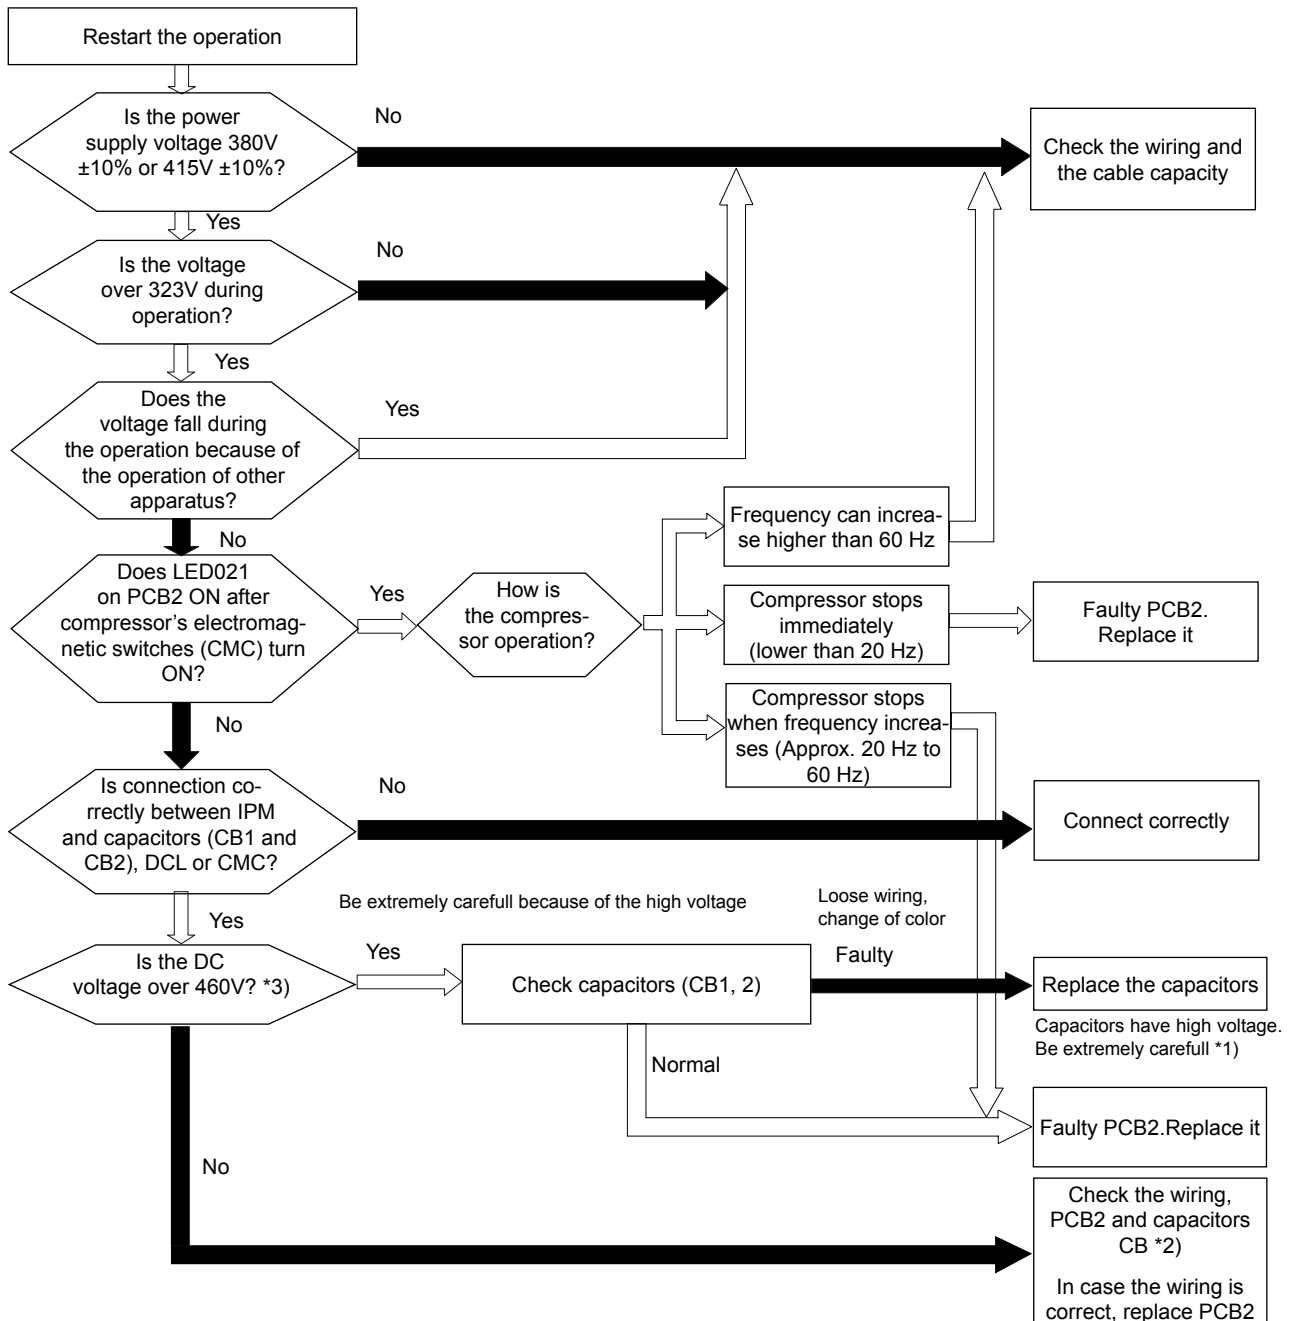 Restart the operation
Is the power
supply voltage 380V
±10% or 415V ±10%?
No
Check the wiring and
the cable capacity
Yes
Is the voltage
over 323V during
operation?
No
Yes
Does the
voltage fall during
the operation because of
the operation of other
apparatus?
Yes
No
Does LED021
on PCB2 ON after
compressor's electromag-
netic switches (CMC) turn
ON?
Yes
How is
the compres-
sor operation?
Frequency can increa-
se higher than 60 Hz
Compressor stops
immediately
(lower than 20 Hz)
Faulty PCB2.
Replace it
Compressor stops
when frequency increa-
ses (Approx. 20 Hz to
60 Hz)
No
Is connection co-
rrectly between IPM
and capacitors (CB1 and
CB2), DCL or CMC?
No
Connect correctly
Yes
Be extremely carefull because of the high voltage
Loose wiring,
change of color
Is the DC
voltage over 460V? *3)
Yes
Check capacitors (CB1, 2)
Faulty
Replace the capacitors
Capacitors have high voltage.
Be extremely carefull *1)
Normal
Faulty PCB2.Replace it
No
Check the wiring,
PCB2 and capacitors
CB *2)
In case the wiring is
correct, replace PCB2